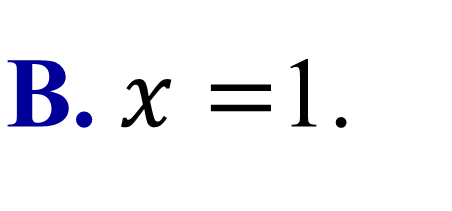 B. x = 1.